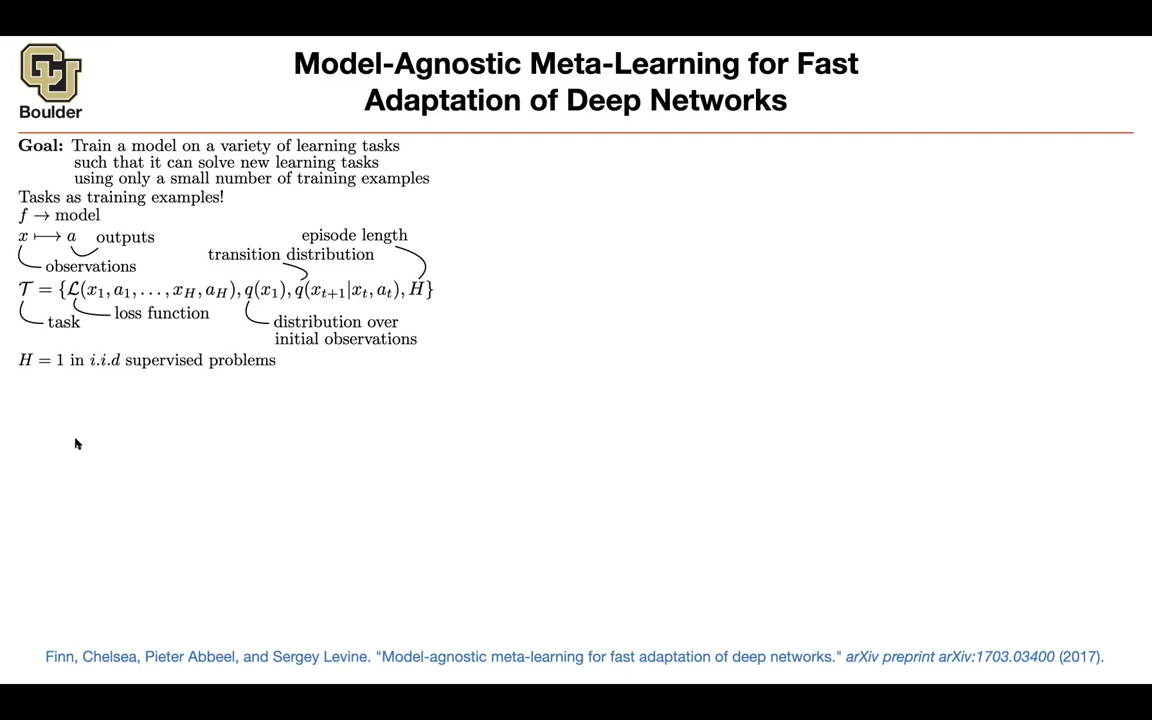 Boulder
Model-Agnostic Meta-Learning for Fast
Adaptation of Deep Networks
Goal: Train a model on a variety of learning tasks
such that it can solve new learning tasks
using only a small number of training examples
Tasks as training examples!
f → model
x ⟼ a outputs
episode length
transition distribution
observations
𝒯 = {ℒ(x₁, a₁, . . . , x_H, a_H), q(x₁), q(x_{t+1}|x_t, a_t), H}
loss function
task
distribution over
initial observations
H = 1 in i.i.d supervised problems
Finn, Chelsea, Pieter Abbeel, and Sergey Levine. "Model-agnostic meta-learning for fast adaptation of deep networks." arXiv preprint arXiv:1703.03400 (2017).